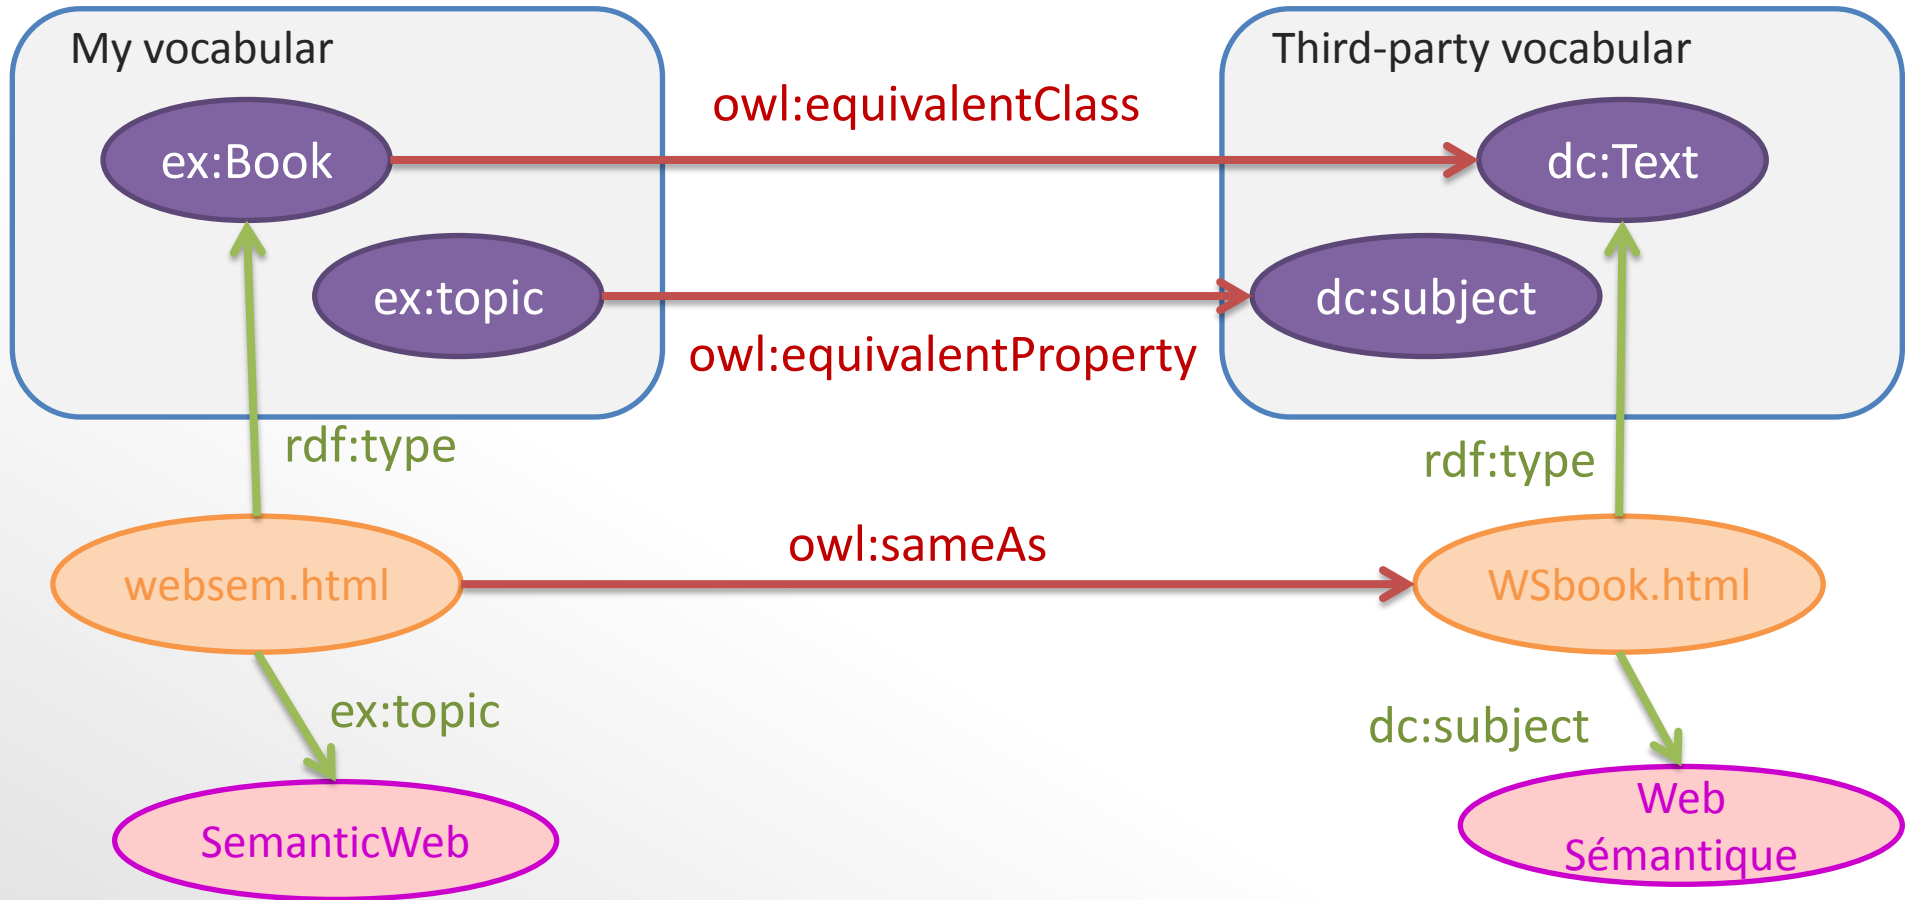 My vocabular
Third-party vocabular
owl:equivalentClass
ex:Book
dc:Text
ex:topic
dc:subject
owl:equivalentProperty
rdf:type
rdf:type
owl:sameAs
websem.html
WSbook.html
ex:topic
dc:subject
SemanticWeb
Web
Sémantique